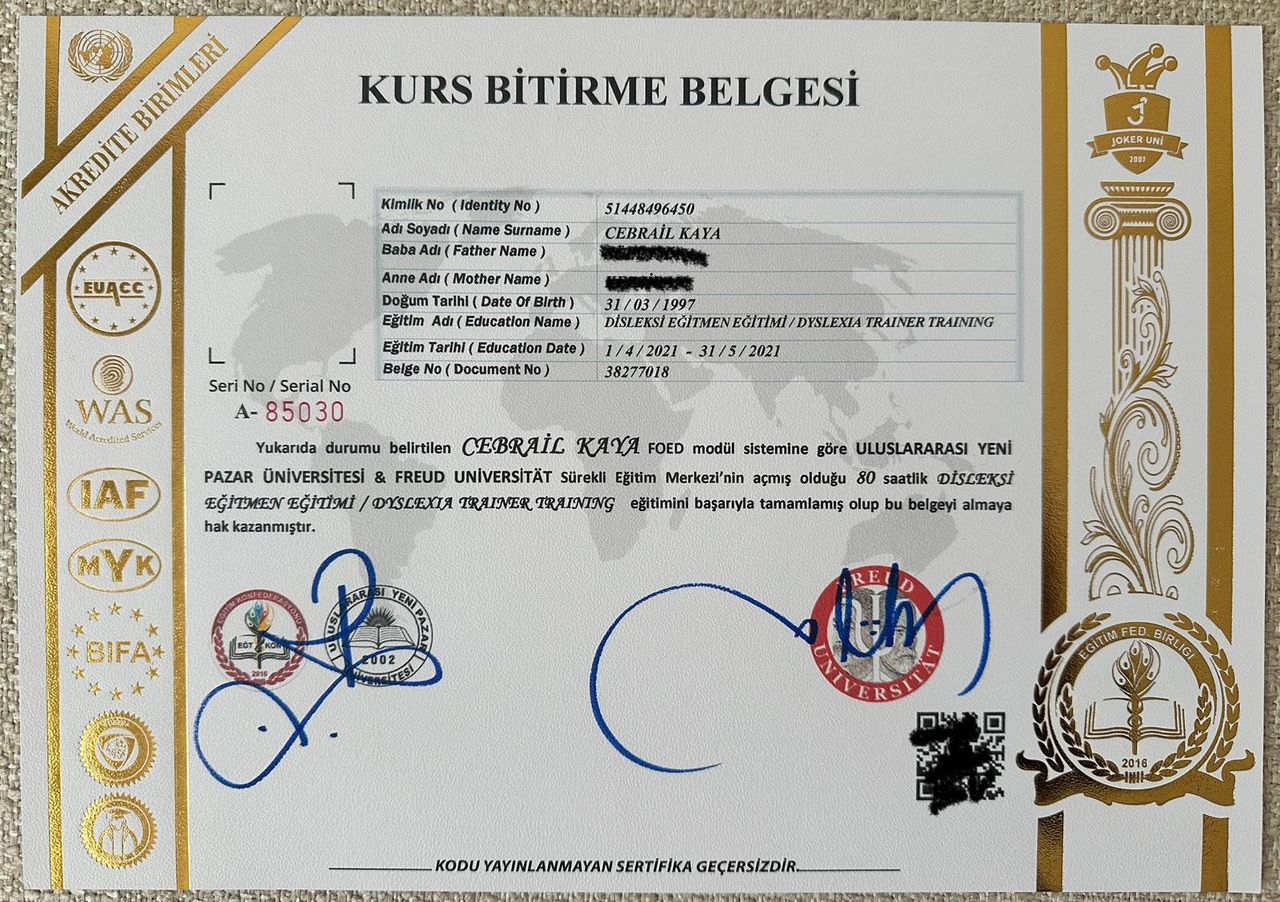 AKREDİTE BİRİMLERİ
KURS BİTİRME BELGESİ
JOKER UNİ
2007
Kimlik No ( Identity No ) 51448496450
Adı Soyadı ( Name Surname ) CEBRAİL KAYA
Baba Adı ( Father Name )
Anne Adı ( Mother Name )
Doğum Tarihi ( Date Of Birth ) 31 / 03 / 1997
Eğitim Adı ( Education Name ) DİSLEKSİ EĞİTMEN EĞİTİMİ / DYSLEXIA TRAINER TRAINING
Eğitim Tarihi ( Education Date ) 1 / 4 / 2021 - 31 / 5 / 2021
Belge No ( Document No ) 38277018
Seri No / Serial No
A- 85030
EUACC
WAS
World Accredited Services
IAF
MYK
BIFA
Yukarıda durumu belirtilen CEBRAİL KAYA FOED modül sistemine göre ULUSLARARASI YENİ
PAZAR ÜNİVERSİTESİ & FREUD UNİVERSİTÄT Sürekli Eğitim Merkezi’nin açmış olduğu 80 saatlik DİSLEKSİ
EĞİTMEN EĞİTİMİ / DYSLEXIA TRAINER TRAINING eğitimini başarıyla tamamlamış olup bu belgeyi almaya
hak kazanmıştır.
EĞİTİM KONFEDERASYONU
EĞT KON
2016
ULUSLARARASI YENİ PAZAR
2002
ÜNİVERSİTESİ
FREUD
UNIVERSITÄT
EĞİTİM FED. BİRLİĞİ
2016
KODU YAYINLANMAYAN SERTİFİKA GEÇERSİZDİR.